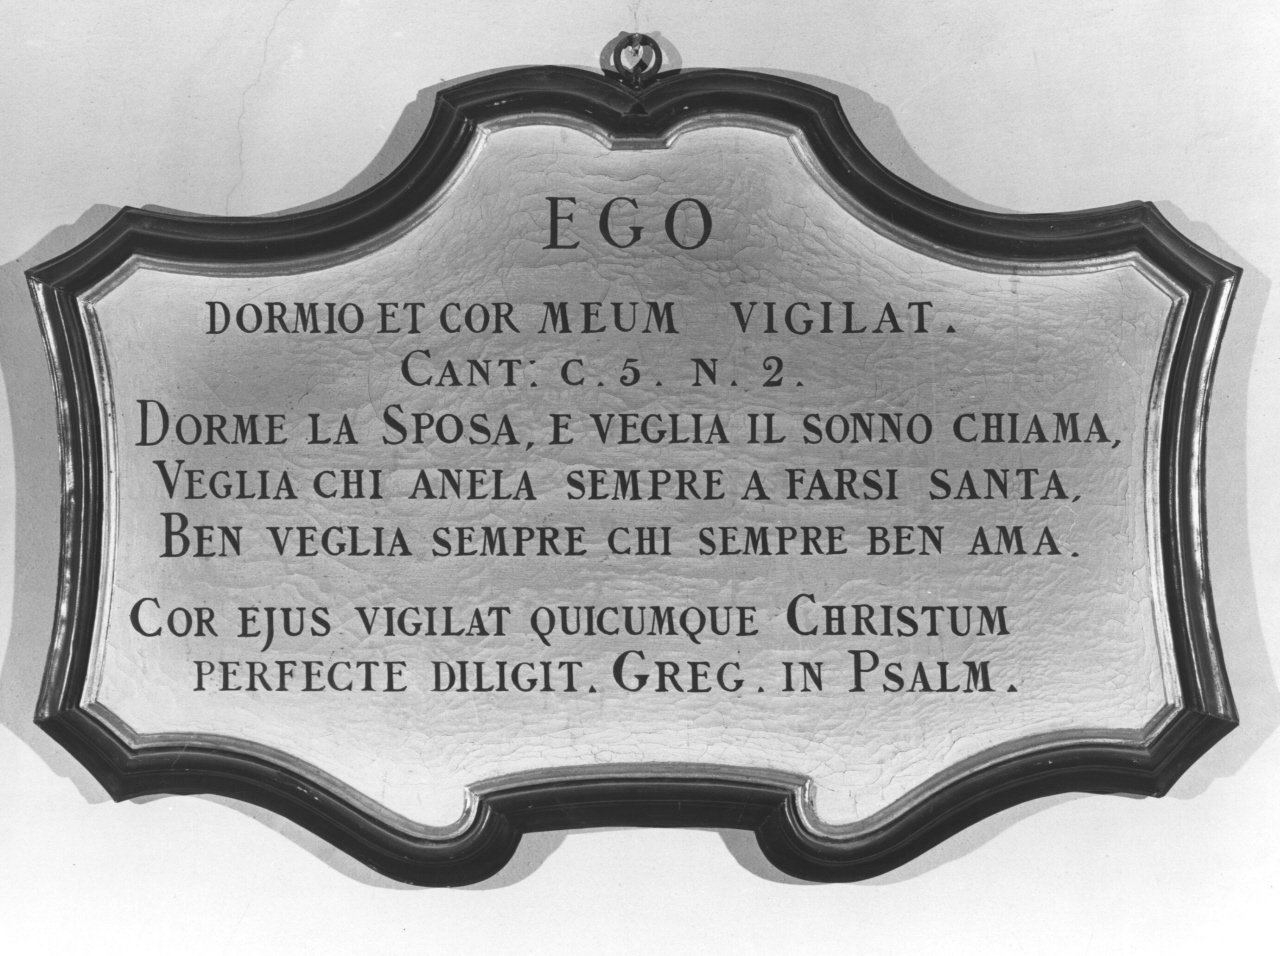 EGO
DORMIO ET COR MEUM VIGILAT.
CANT: C. 5. N. 2.
DORME LA SPOSA, E VEGLIA IL SONNO CHIAMA,
VEGLIA CHI ANELA SEMPRE A FARSI SANTA,
BEN VEGLIA SEMPRE CHI SEMPRE BEN AMA.
COR EJUS VIGILAT QUICUMQUE CHRISTUM
PERFECTE DILIGIT. GREG. IN PSALM.